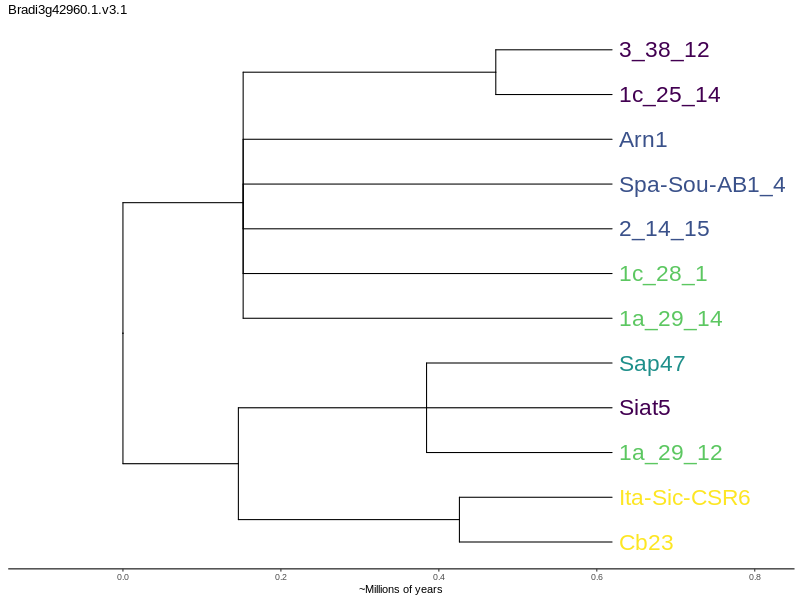 Bradi3g42960.1.v3.1
3_38_12
1c_25_14
Arn1
Spa-Sou-AB1_4
2_14_15
1c_28_1
1a_29_14
Sap47
Siat5
1a_29_12
Ita-Sic-CSR6
Cb23
0.0 0.2 0.4 0.6 0.8
~Millions of years